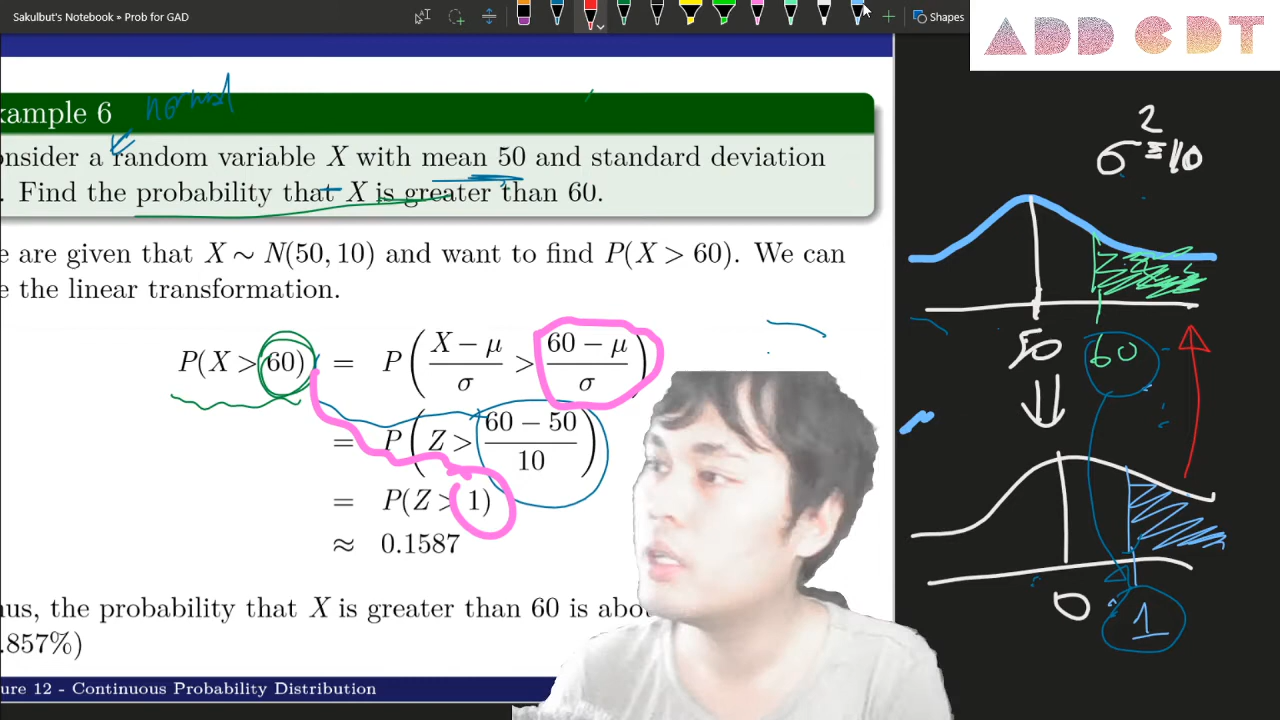 Sakulbut's Notebook » Prob for GAD
Shapes
ADD CDT
normal
xample 6
onsider a random variable X with mean 50 and standard deviation
. Find the probability that X is greater than 60.
e are given that X ∼ N(50, 10) and want to find P(X > 60). We can
e the linear transformation.
P(X > 60) = P( (X − μ)/σ > (60 − μ)/σ )
= P( Z > (60 − 50)/10 )
= P(Z > 1)
≈ 0.1587
us, the probability that X is greater than 60 is abo
.857%)
ure 12 - Continuous Probability Distribution
σ² = 10
50
60
0
1